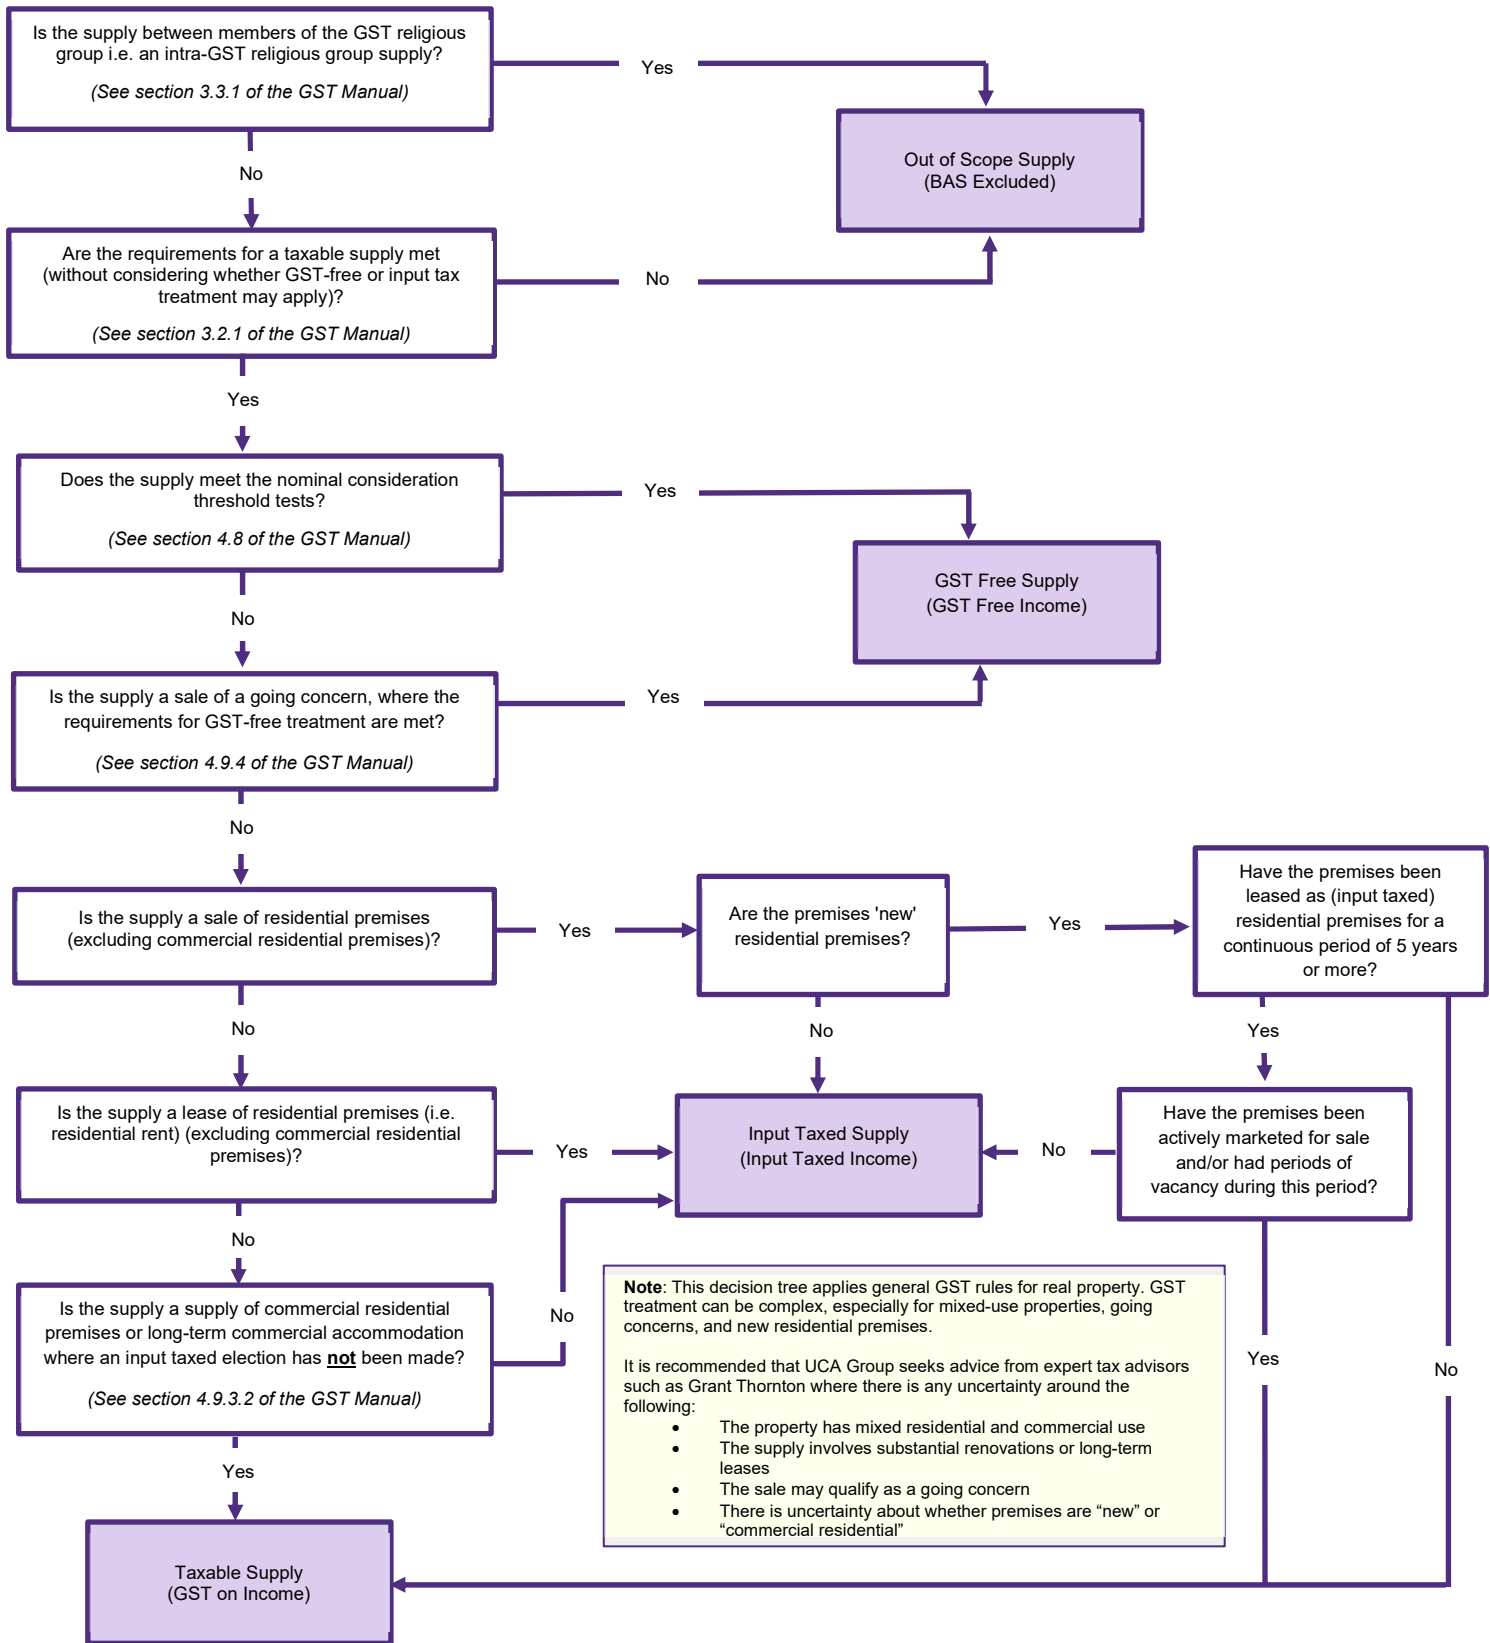 Is the supply between members of the GST religious
group i.e. an intra-GST religious group supply?
(See section 3.3.1 of the GST Manual)
Yes
Out of Scope Supply
(BAS Excluded)
No
Are the requirements for a taxable supply met
(without considering whether GST-free or input tax
treatment may apply)?
(See section 3.2.1 of the GST Manual)
No
Yes
Does the supply meet the nominal consideration
threshold tests?
(See section 4.8 of the GST Manual)
Yes
GST Free Supply
(GST Free Income)
No
Is the supply a sale of a going concern, where the
requirements for GST-free treatment are met?
(See section 4.9.4 of the GST Manual)
Yes
No
Is the supply a sale of residential premises
(excluding commercial residential premises)?
Yes
Are the premises 'new'
residential premises?
Yes
Have the premises been
leased as (input taxed)
residential premises for a
continuous period of 5 years
or more?
No
No
Yes
Is the supply a lease of residential premises (i.e.
residential rent) (excluding commercial residential
premises)?
Yes
Input Taxed Supply
(Input Taxed Income)
No
Have the premises been
actively marketed for sale
and/or had periods of
vacancy during this period?
No
Is the supply a supply of commercial residential
premises or long-term commercial accommodation
where an input taxed election has not been made?
(See section 4.9.3.2 of the GST Manual)
No
Note: This decision tree applies general GST rules for real property. GST
treatment can be complex, especially for mixed-use properties, going
concerns, and new residential premises.
It is recommended that UCA Group seeks advice from expert tax advisors
such as Grant Thornton where there is any uncertainty around the
following:
• The property has mixed residential and commercial use
• The supply involves substantial renovations or long-term
leases
• The sale may qualify as a going concern
• There is uncertainty about whether premises are “new” or
“commercial residential”
Yes
No
Yes
Taxable Supply
(GST on Income)